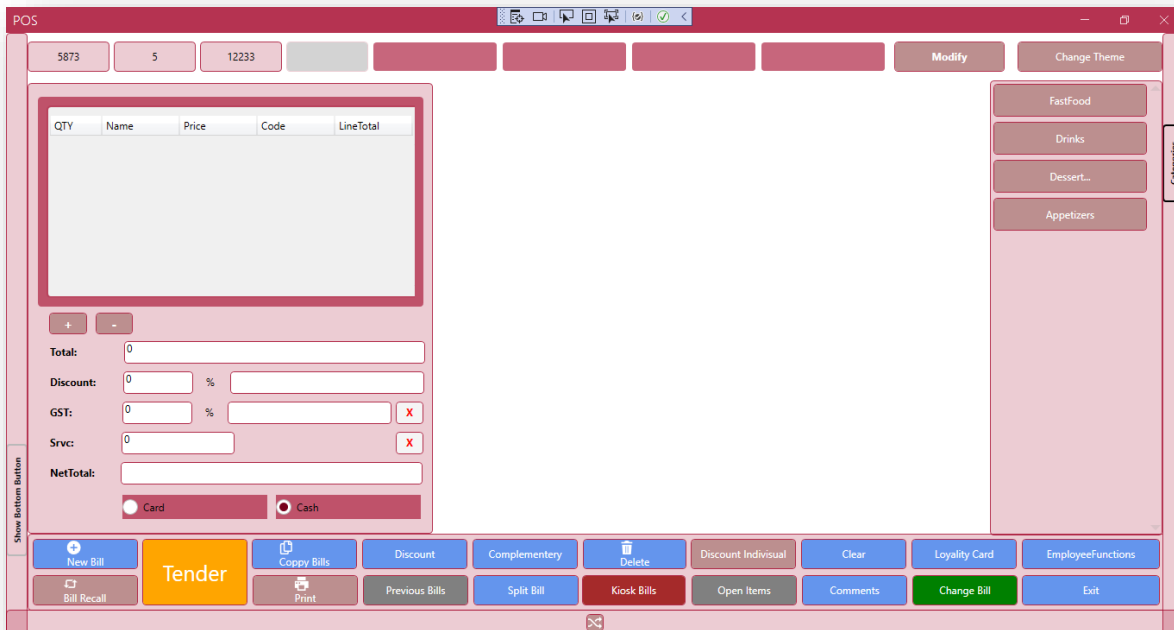 POS
5873 5 12233 Modify Change Theme
QTY Name Price Code LineTotal
FastFood
Drinks
Dessert...
Appetizers
Categories
+ -
Total: 0
Discount: 0 %
GST: 0 % X
Srvc: 0 X
NetTotal:
Card Cash
Show Bottom Button
New Bill Tender Coppy Bills Discount Complementery Delete Discount Indivisual Clear Loyality Card EmployeeFunctions
Bill Recall Print Previous Bills Split Bill Kiosk Bills Open Items Comments Change Bill Exit